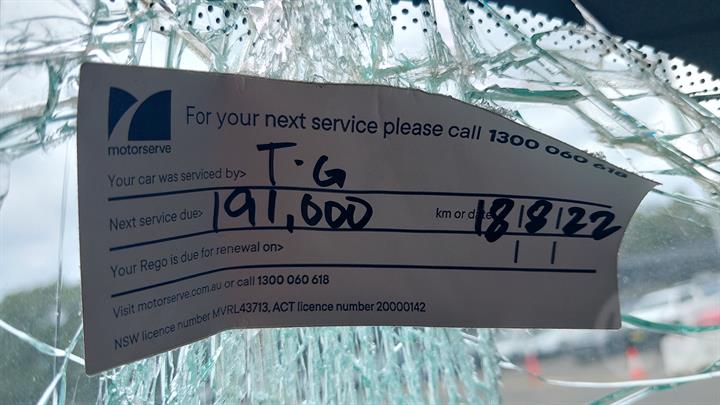 motorserve
For your next service please call 1300 060 618
Your car was serviced by> T.G
Next service due> 191,000 km or date 18/8/22
Your Rego is due for renewal on> | |
Visit motorserve.com.au or call 1300 060 618
NSW licence number MVRL43713, ACT licence number 20000142